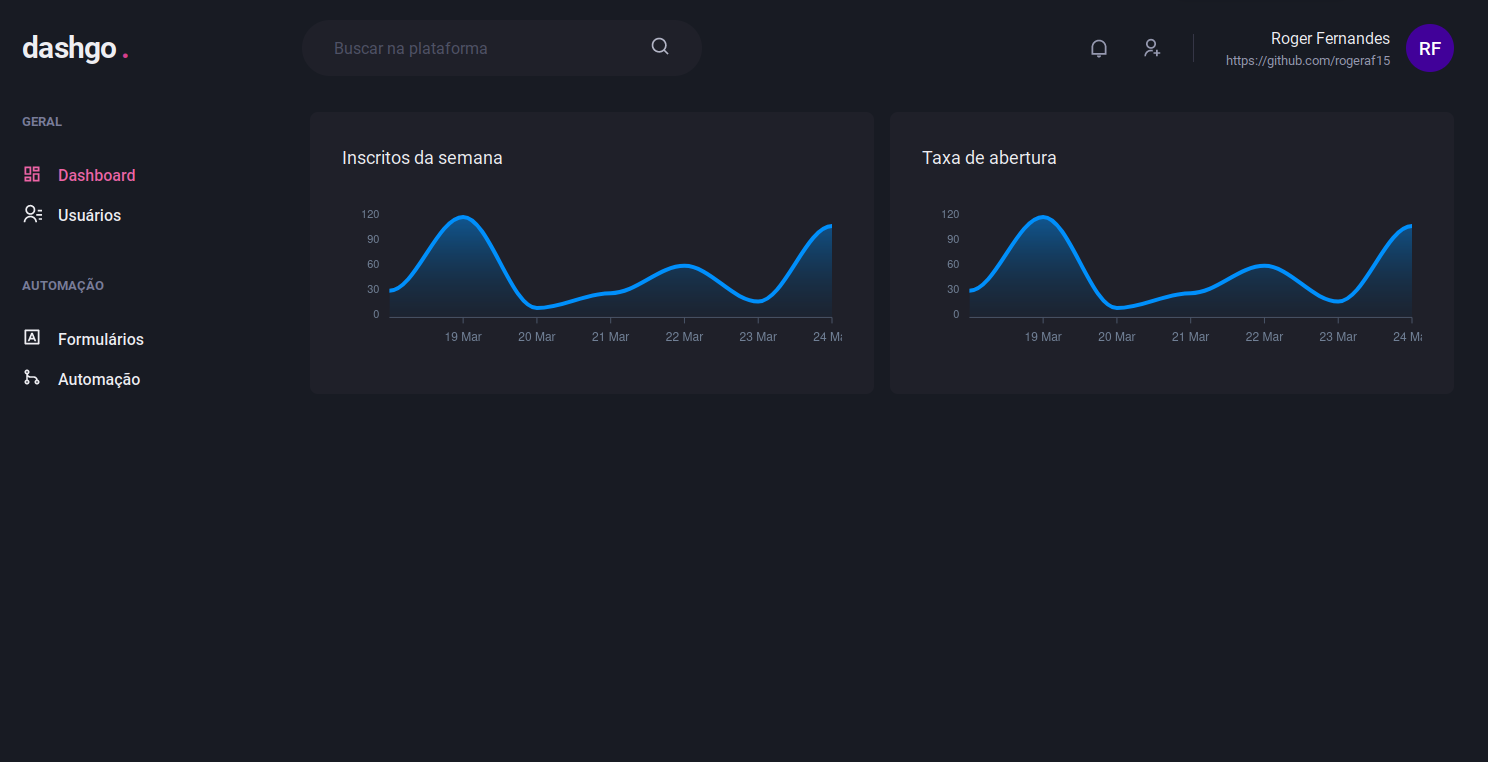 dashgo.
Buscar na plataforma
Roger Fernandes
https://github.com/rogeraf15
RF
GERAL
Dashboard
Usuários
AUTOMAÇÃO
Formulários
Automação
Inscritos da semana
120
90
60
30
0
19 Mar
20 Mar
21 Mar
22 Mar
23 Mar
24 Ma
Taxa de abertura
120
90
60
30
0
19 Mar
20 Mar
21 Mar
22 Mar
23 Mar
24 Ma